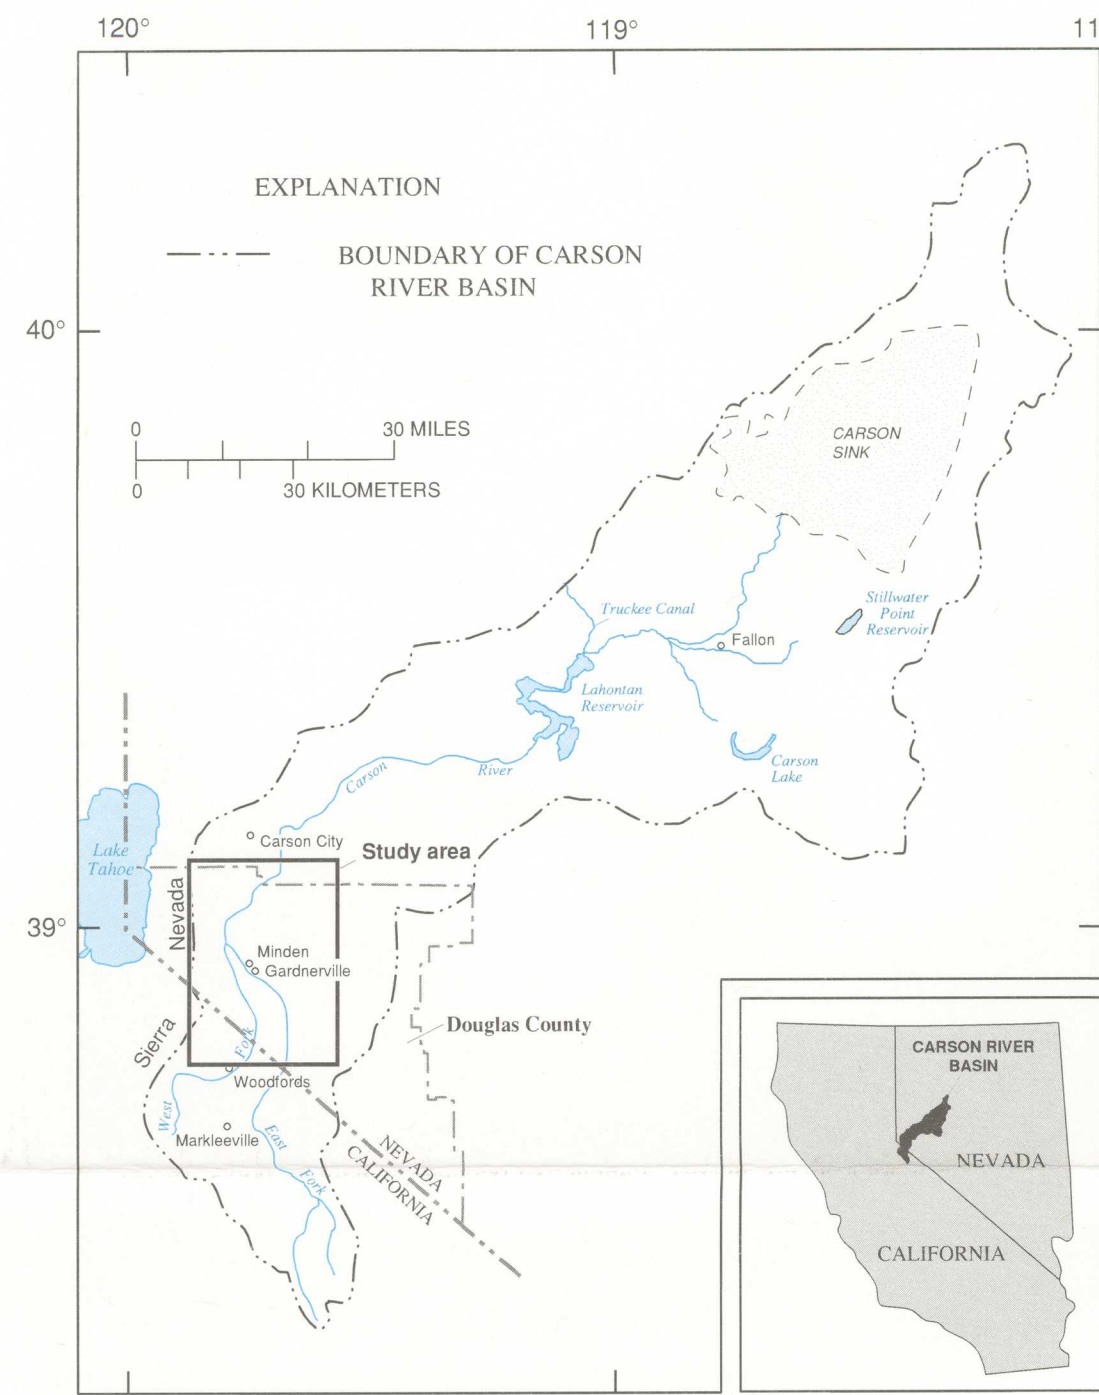 120°
119°
11
EXPLANATION
BOUNDARY OF CARSON
RIVER BASIN
40°
0
30 MILES
0
30 KILOMETERS
CARSON
SINK
Stillwater
Point
Reservoir
Truckee Canal
Fallon
Lahontan
Reservoir
Carson
Lake
Carson
River
Carson City
Study area
Lake
Tahoe
39°
Nevada
Minden
Gardnerville
Sierra
Douglas County
Fork
Woodfords
West
Markleeville
East
Fork
NEVADA
CALIFORNIA
CARSON RIVER
BASIN
NEVADA
CALIFORNIA